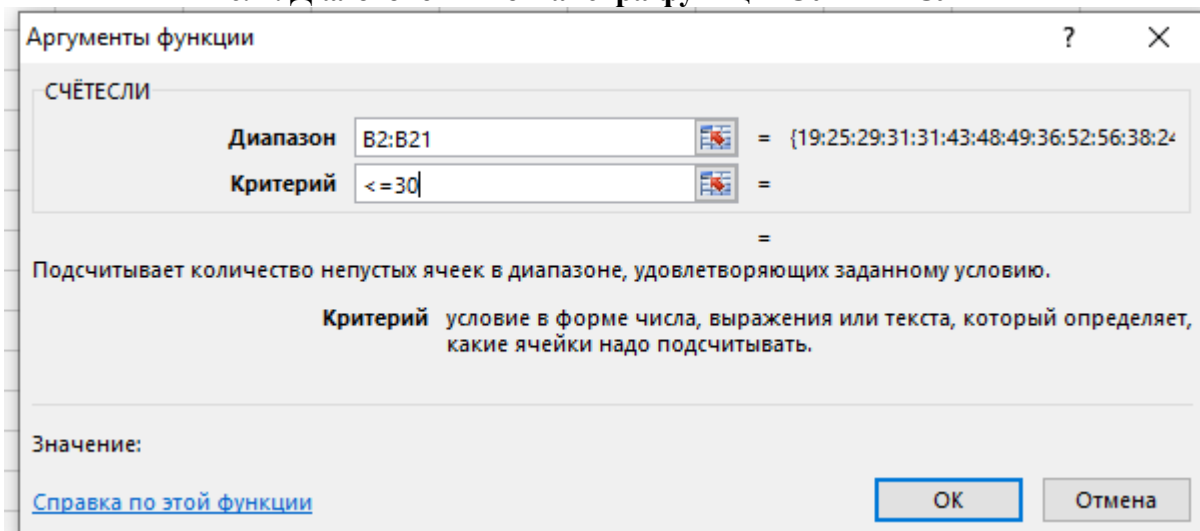 Аргументы функции ? ×
СЧЁТЕСЛИ
Диапазон B2:B21 = {19:25:29:31:31:43:48:49:36:52:56:38:24
Критерий <=30 =
=
Подсчитывает количество непустых ячеек в диапазоне, удовлетворяющих заданному условию.
Критерий условие в форме числа, выражения или текста, который определяет,
какие ячейки надо подсчитывать.
Значение:
Справка по этой функции ОК Отмена